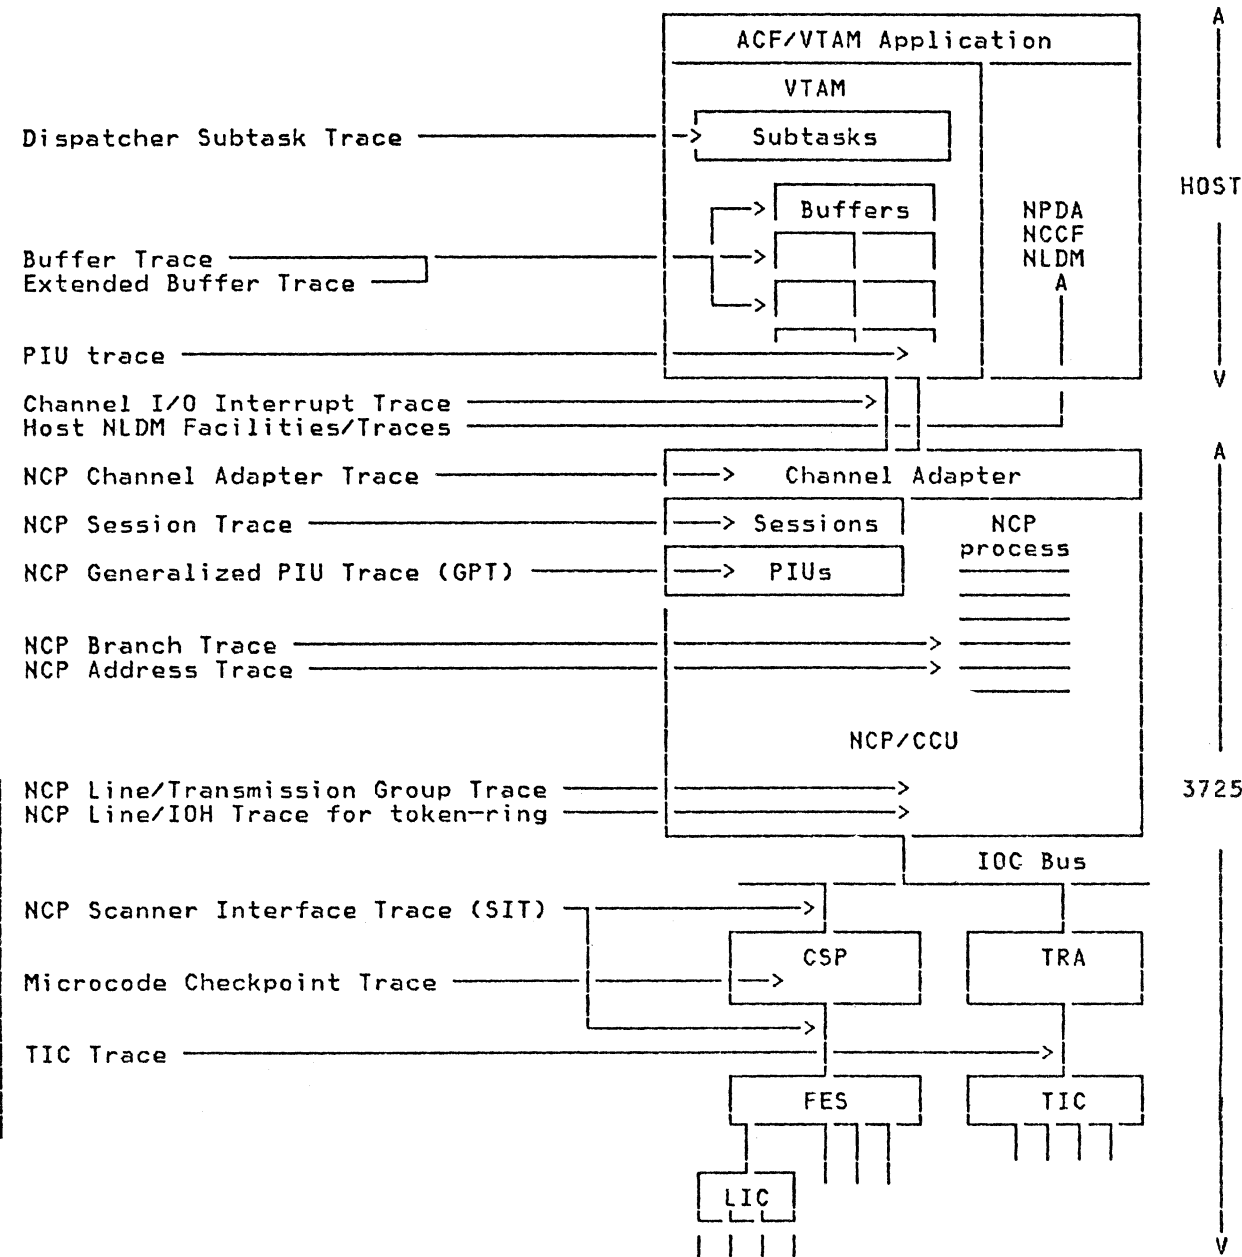 ACF/VTAM Application
VTAM
Dispatcher Subtask Trace
Subtasks
HOST
Buffers
NPDA
NCCF
NLDM
Buffer Trace
Extended Buffer Trace
PIU trace
Channel I/O Interrupt Trace
Host NLDM Facilities/Traces
NCP Channel Adapter Trace
Channel Adapter
NCP Session Trace
Sessions
NCP
process
NCP Generalized PIU Trace (GPT)
PIUs
NCP Branch Trace
NCP Address Trace
NCP/CCU
NCP Line/Transmission Group Trace
3725
NCP Line/IOH Trace for token-ring
IOC Bus
NCP Scanner Interface Trace (SIT)
CSP
TRA
Microcode Checkpoint Trace
TIC Trace
FES
TIC
LIC